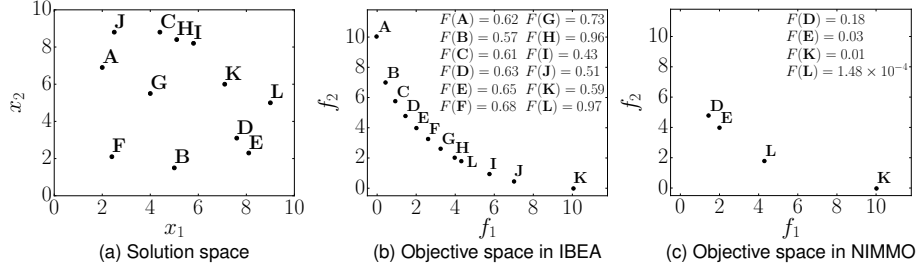 10
8
6
4
2
0
x₂
0 2 4 6 8 10
x₁
J
C
H
I
A
G
K
L
F
D
E
B
(a) Solution space
10
8
6
4
2
0
f₂
0 2 4 6 8 10
f₁
A
B
C
D
E
F
G
H
L
I
J
K
F(A) = 0.62 F(G) = 0.73
F(B) = 0.57 F(H) = 0.96
F(C) = 0.61 F(I) = 0.43
F(D) = 0.63 F(J) = 0.51
F(E) = 0.65 F(K) = 0.59
F(F) = 0.68 F(L) = 0.97
(b) Objective space in IBEA
10
8
6
4
2
0
f₂
0 2 4 6 8 10
f₁
D
E
L
K
F(D) = 0.18
F(E) = 0.03
F(K) = 0.01
F(L) = 1.48 × 10⁻⁴
(c) Objective space in NIMMO